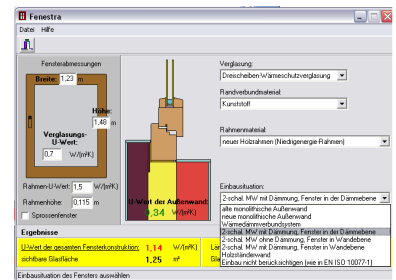 Fenestra
Datei Hilfe
Fensterabmessungen
Breite: 1,23 m
Höhe:
1,48 m
Verglasungs-
U-Wert:
0,7 W/(m²K)
Rahmen-U-Wert: 1,5 W/(m²K)
Rahmenhöhe: 0,115 m
Sprossenfenster
U-Wert der Aussenwand:
0,34 W/(m²K)
Verglasung:
Dreischeiben-Wärmeschutzverglasung
Randverbundmaterial:
Kunststoff
Rahmenmaterial:
neuer Holzrahmen (Niedrigenergie-Rahmen)
Einbausituation:
2-schal. MW mit Dämmung, Fenster in der Dämmebene
alte monolithische Außenwand
neue monolithische Außenwand
Wärmedämmverbundsystem
2-schal. MW mit Dämmung, Fenster in der Dämmebene
2-schal. MW ohne Dämmung, Fenster in Wandebene
2-schal. MW mit Dämmung, Fenster in Wandebene
Holzständerwand
Einbau nicht berücksichtigen (wie in EN ISO 10077-1)
Ergebnisse
U-Wert der gesamten Fensterkonstruktion: 1,14 W/(m²K)
sichtbare Glasfläche 1,25 m²
Einbausituation des Fensters auswählen